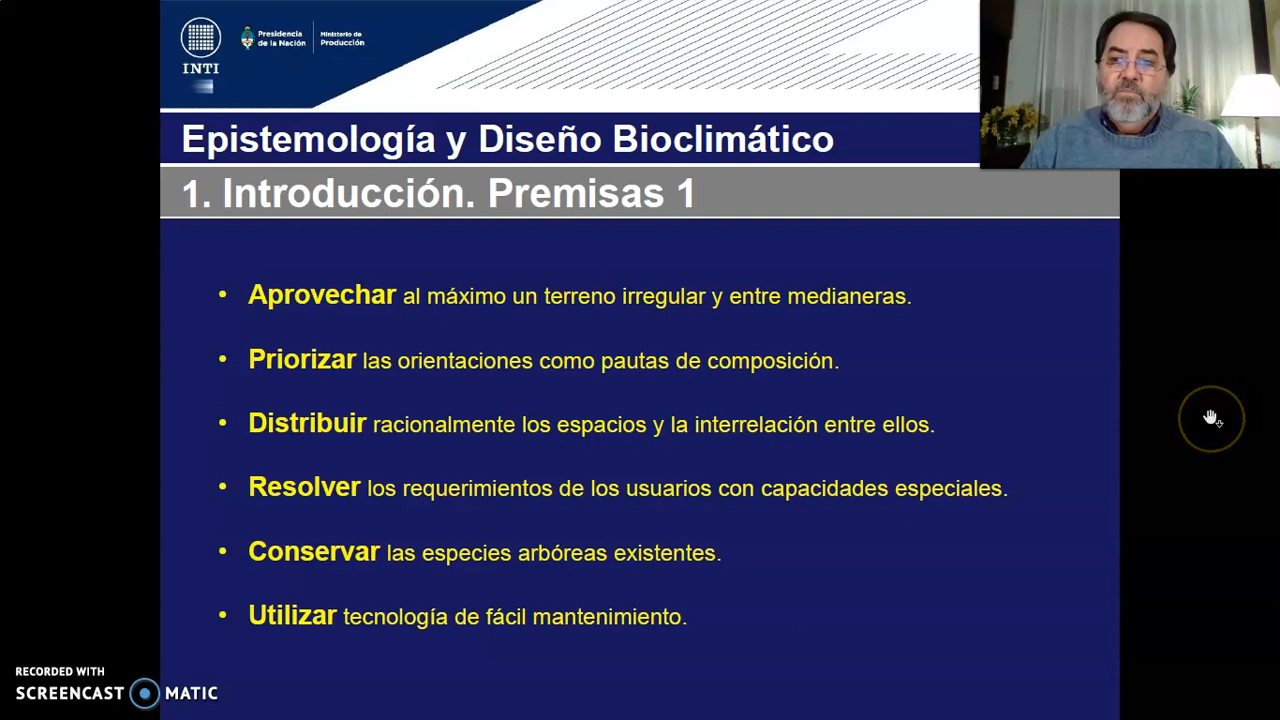 INTI
Presidencia
de la Nación
Ministerio de
Producción
Epistemología y Diseño Bioclimático
1. Introducción. Premisas 1
• Aprovechar al máximo un terreno irregular y entre medianeras.
• Priorizar las orientaciones como pautas de composición.
• Distribuir racionalmente los espacios y la interrelación entre ellos.
• Resolver los requerimientos de los usuarios con capacidades especiales.
• Conservar las especies arbóreas existentes.
• Utilizar tecnología de fácil mantenimiento.
RECORDED WITH
SCREENCAST MATIC